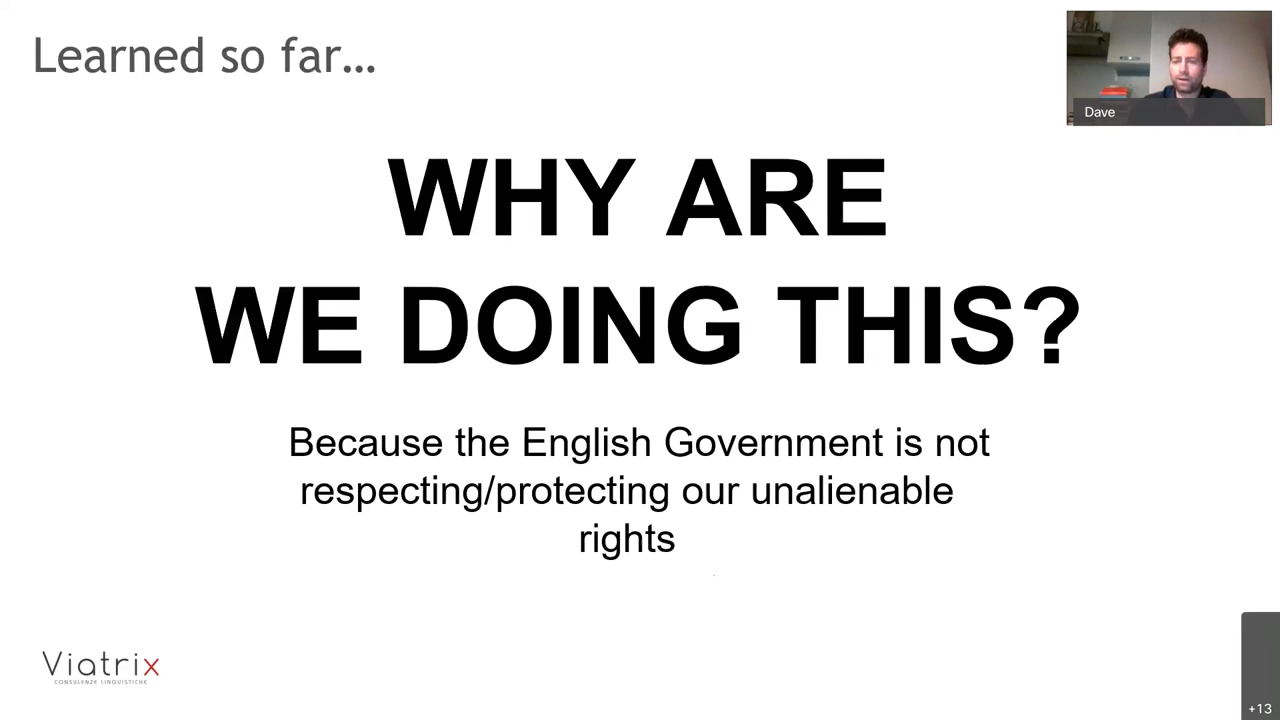 Learned so far...
Dave
WHY ARE
WE DOING THIS?
Because the English Government is not
respecting/protecting our unalienable
rights
Viatrix
CONSULENZE LINGUISTICHE
+13